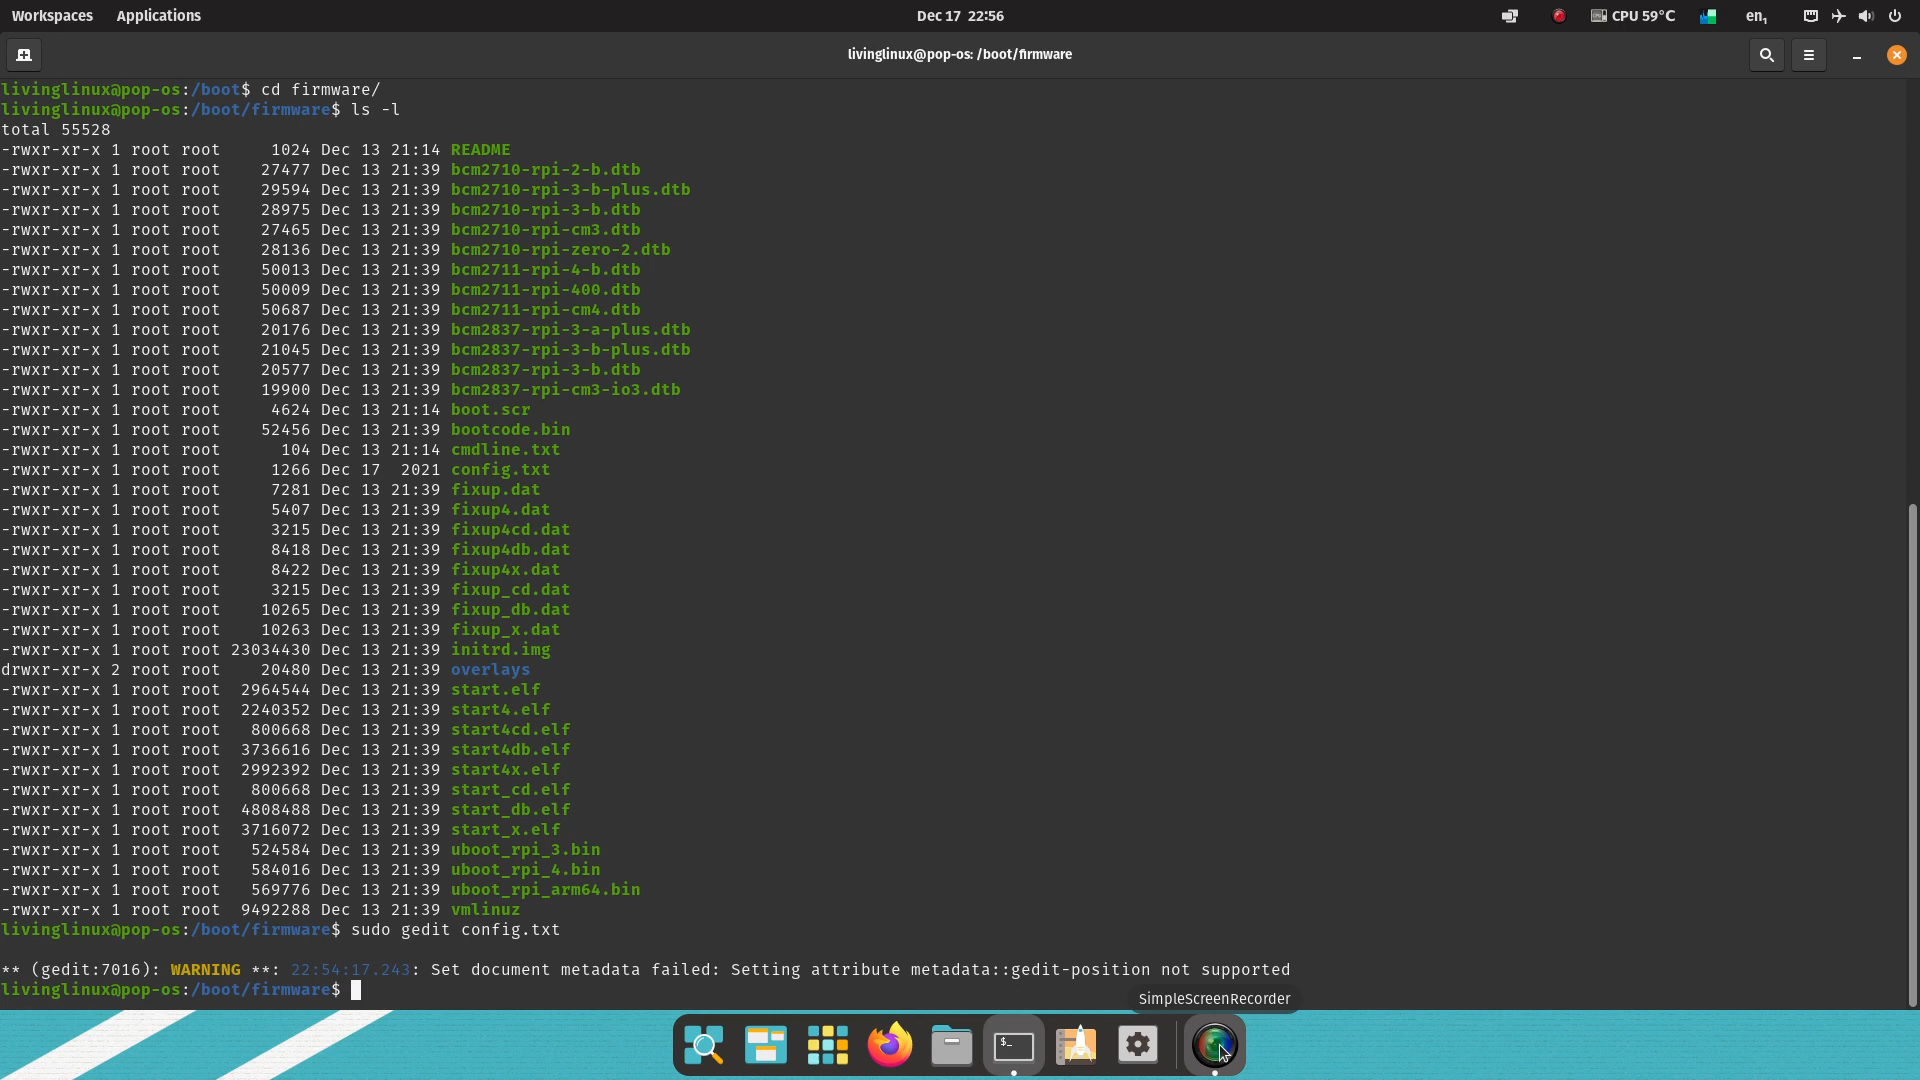 Workspaces Applications Dec 17 22:56 CPU 59°C en₁
livinglinux@pop-os: /boot/firmware
livinglinux@pop-os:/boot$ cd firmware/
livinglinux@pop-os:/boot/firmware$ ls -l
total 55528
-rwxr-xr-x 1 root root     1024 Dec 13 21:14 README
-rwxr-xr-x 1 root root    27477 Dec 13 21:39 bcm2710-rpi-2-b.dtb
-rwxr-xr-x 1 root root    29594 Dec 13 21:39 bcm2710-rpi-3-b-plus.dtb
-rwxr-xr-x 1 root root    28975 Dec 13 21:39 bcm2710-rpi-3-b.dtb
-rwxr-xr-x 1 root root    27465 Dec 13 21:39 bcm2710-rpi-cm3.dtb
-rwxr-xr-x 1 root root    28136 Dec 13 21:39 bcm2710-rpi-zero-2.dtb
-rwxr-xr-x 1 root root    50013 Dec 13 21:39 bcm2711-rpi-4-b.dtb
-rwxr-xr-x 1 root root    50009 Dec 13 21:39 bcm2711-rpi-400.dtb
-rwxr-xr-x 1 root root    50687 Dec 13 21:39 bcm2711-rpi-cm4.dtb
-rwxr-xr-x 1 root root    20176 Dec 13 21:39 bcm2837-rpi-3-a-plus.dtb
-rwxr-xr-x 1 root root    21045 Dec 13 21:39 bcm2837-rpi-3-b-plus.dtb
-rwxr-xr-x 1 root root    20577 Dec 13 21:39 bcm2837-rpi-3-b.dtb
-rwxr-xr-x 1 root root    19900 Dec 13 21:39 bcm2837-rpi-cm3-io3.dtb
-rwxr-xr-x 1 root root     4624 Dec 13 21:14 boot.scr
-rwxr-xr-x 1 root root    52456 Dec 13 21:39 bootcode.bin
-rwxr-xr-x 1 root root      104 Dec 13 21:14 cmdline.txt
-rwxr-xr-x 1 root root     1266 Dec 17  2021 config.txt
-rwxr-xr-x 1 root root     7281 Dec 13 21:39 fixup.dat
-rwxr-xr-x 1 root root     5407 Dec 13 21:39 fixup4.dat
-rwxr-xr-x 1 root root     3215 Dec 13 21:39 fixup4cd.dat
-rwxr-xr-x 1 root root     8418 Dec 13 21:39 fixup4db.dat
-rwxr-xr-x 1 root root     8422 Dec 13 21:39 fixup4x.dat
-rwxr-xr-x 1 root root     3215 Dec 13 21:39 fixup_cd.dat
-rwxr-xr-x 1 root root    10265 Dec 13 21:39 fixup_db.dat
-rwxr-xr-x 1 root root    10263 Dec 13 21:39 fixup_x.dat
-rwxr-xr-x 1 root root 23034430 Dec 13 21:39 initrd.img
drwxr-xr-x 2 root root    20480 Dec 13 21:39 overlays
-rwxr-xr-x 1 root root  2964544 Dec 13 21:39 start.elf
-rwxr-xr-x 1 root root  2240352 Dec 13 21:39 start4.elf
-rwxr-xr-x 1 root root   800668 Dec 13 21:39 start4cd.elf
-rwxr-xr-x 1 root root  3736616 Dec 13 21:39 start4db.elf
-rwxr-xr-x 1 root root  2992392 Dec 13 21:39 start4x.elf
-rwxr-xr-x 1 root root   800668 Dec 13 21:39 start_cd.elf
-rwxr-xr-x 1 root root  4808488 Dec 13 21:39 start_db.elf
-rwxr-xr-x 1 root root  3716072 Dec 13 21:39 start_x.elf
-rwxr-xr-x 1 root root   524584 Dec 13 21:39 uboot_rpi_3.bin
-rwxr-xr-x 1 root root   584016 Dec 13 21:39 uboot_rpi_4.bin
-rwxr-xr-x 1 root root   569776 Dec 13 21:39 uboot_rpi_arm64.bin
-rwxr-xr-x 1 root root  9492288 Dec 13 21:39 vmlinuz
livinglinux@pop-os:/boot/firmware$ sudo gedit config.txt
** (gedit:7016): WARNING **: 22:54:17.243: Set document metadata failed: Setting attribute metadata::gedit-position not supported
livinglinux@pop-os:/boot/firmware$
SimpleScreenRecorder
$_